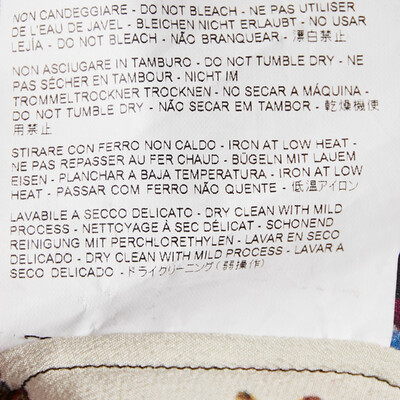 NON CANDEGGIARE - DO NOT BLEACH - NE PAS UTILISER
DE L'EAU DE JAVEL - BLEICHEN NICHT ERLAUBT - NO USAR
LEJÍA - DO NOT BLEACH - NÃO BRANQUEAR - 漂白禁止
NON ASCIUGARE IN TAMBURO - DO NOT TUMBLE DRY - NE
PAS SÉCHER EN TAMBOUR - NICHT IM
TROMMELTROCKNER TROCKNEN - NO SECAR A MÁQUINA -
DO NOT TUMBLE DRY - NÃO SECAR EM TAMBOR - 乾燥機使
用禁止
STIRARE CON FERRO NON CALDO - IRON AT LOW HEAT -
NE PAS REPASSER AU FER CHAUD - BÜGELN MIT LAUEM
EISEN - PLANCHAR A BAJA TEMPERATURA - IRON AT LOW
HEAT - PASSAR COM FERRO NÃO QUENTE - 低温アイロン
LAVABILE A SECCO DELICATO - DRY CLEAN WITH MILD
PROCESS - NETTOYAGE À SEC DÉLICAT - SCHONEND
REINIGUNG MIT PERCHLORETHYLEN - LAVAR EN SECO
DELICADO - DRY CLEAN WITH MILD PROCESS - LAVAR A
SECO DELICADO - ドライクリーニング(弱操作)